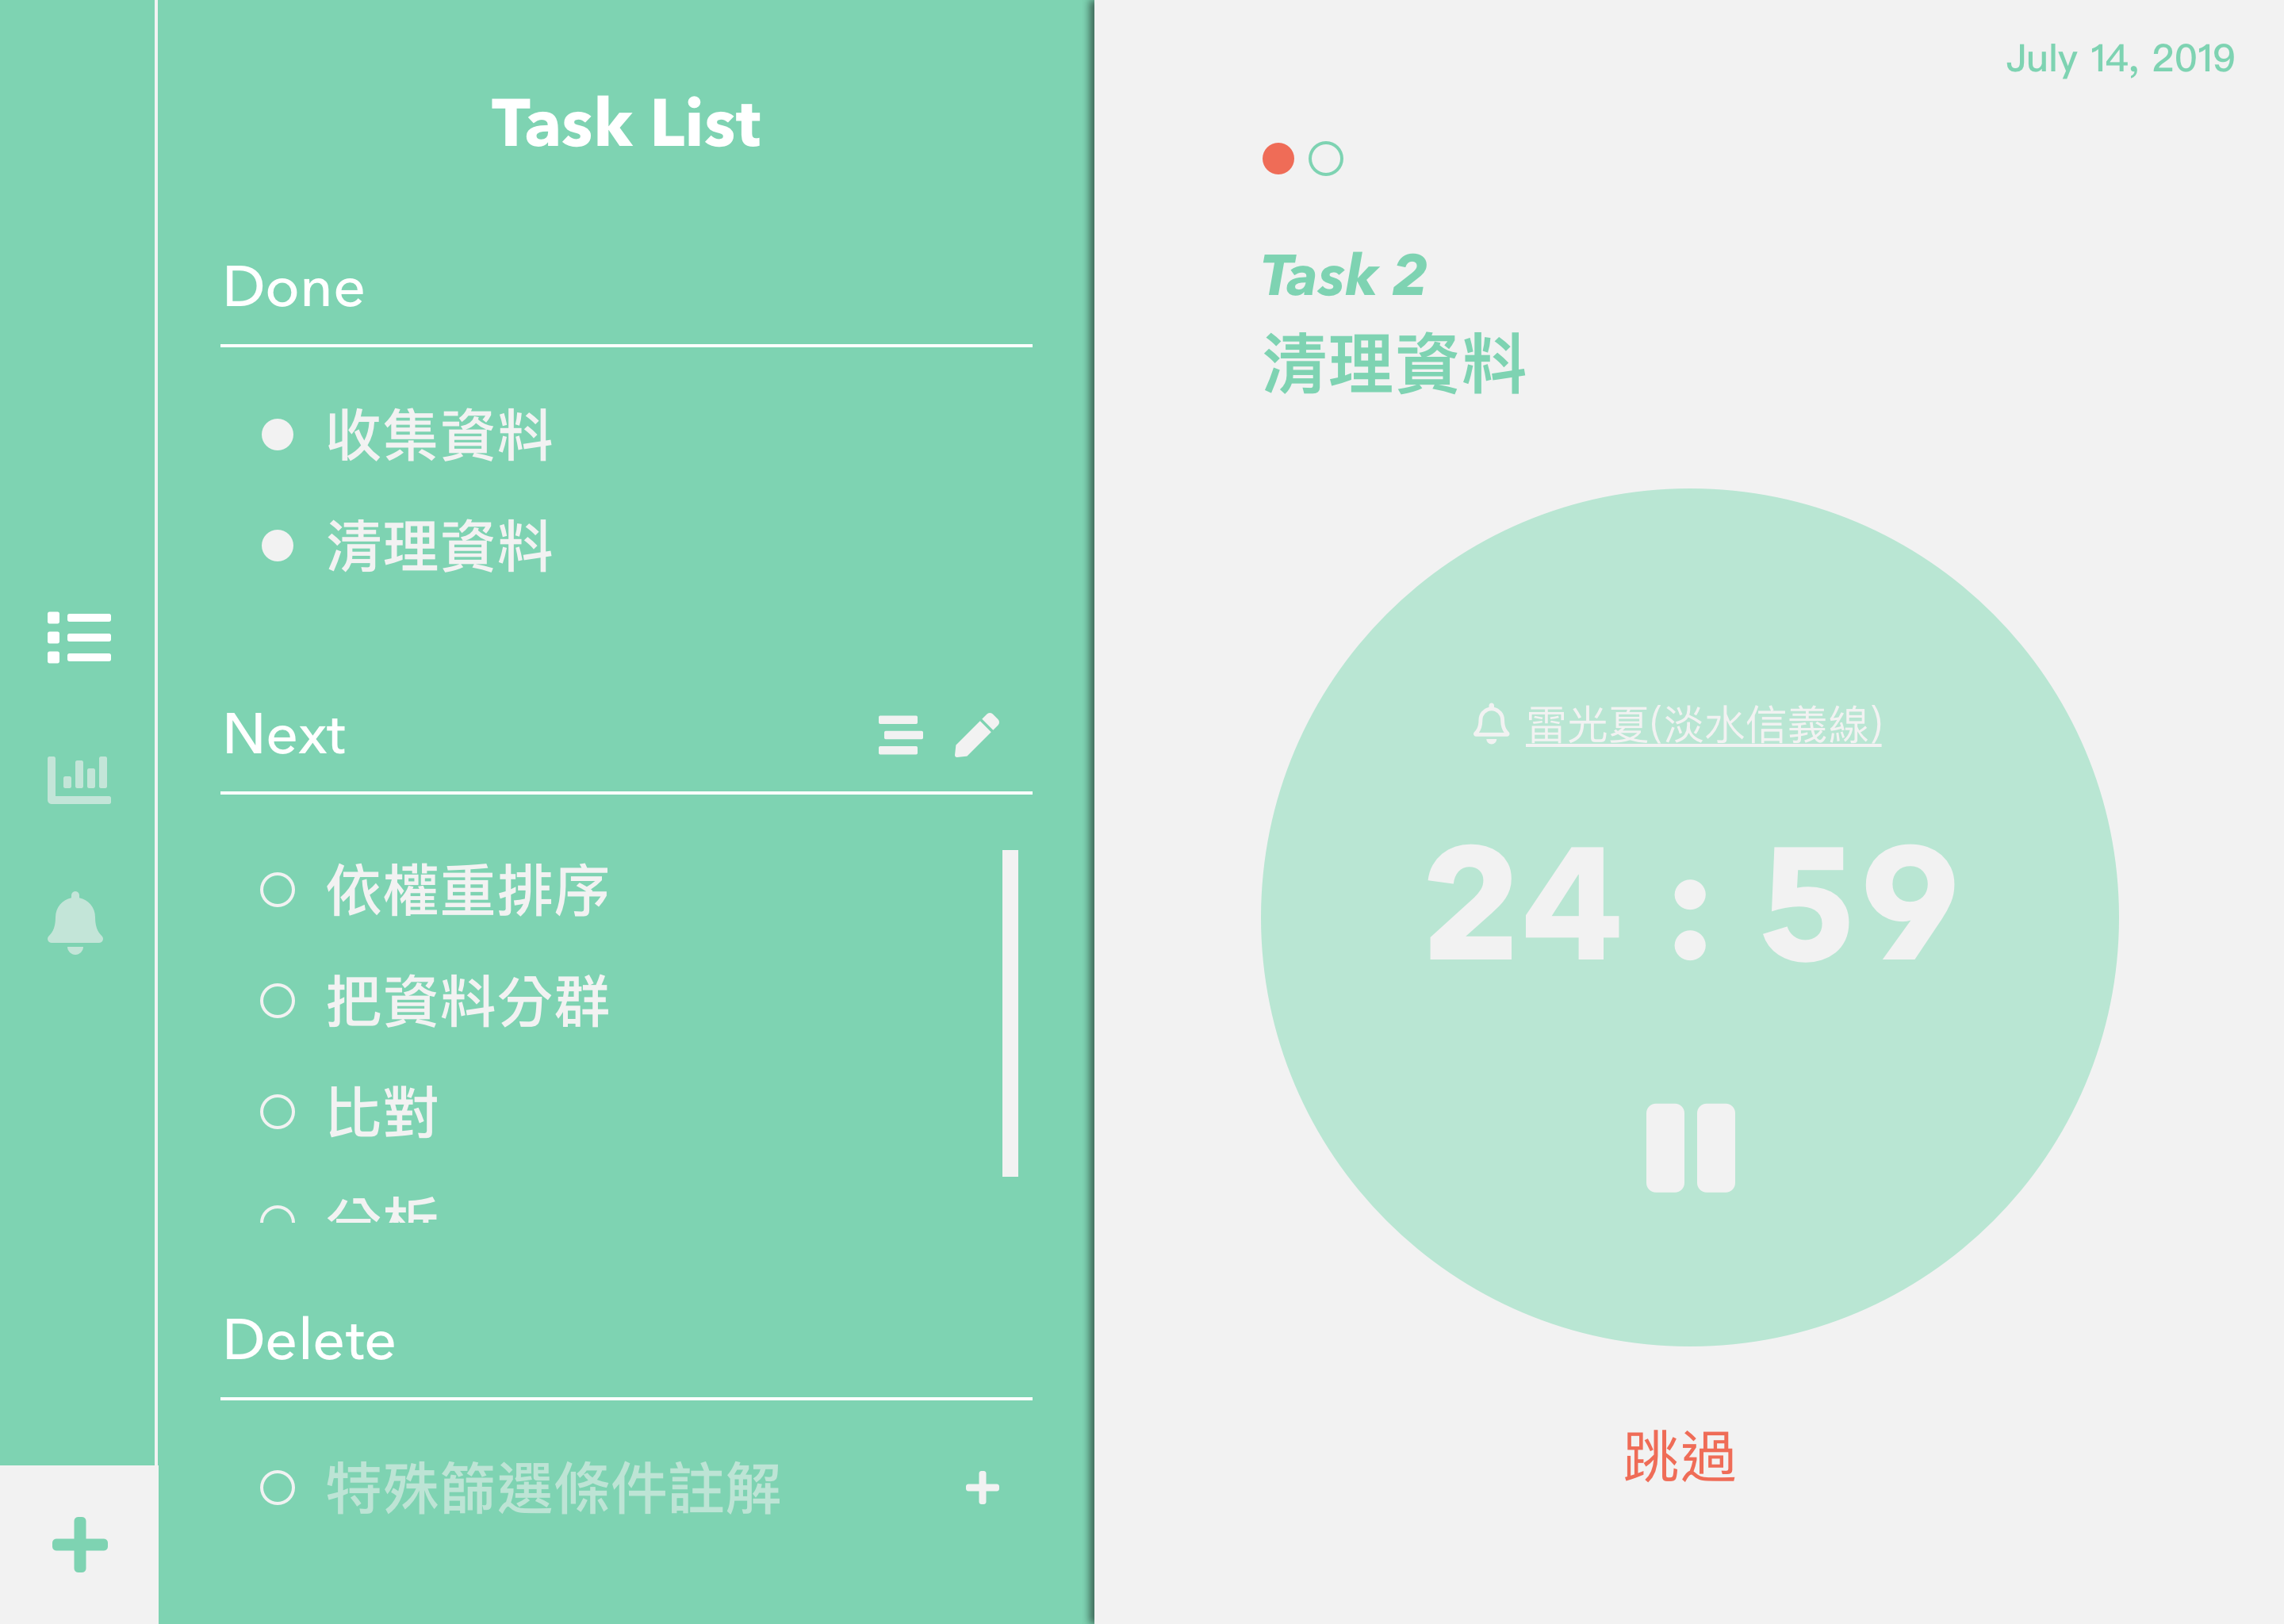 Task List
Done
收集資料
清理資料
Next
依權重排序
把資料分群
比對
分析
Delete
特殊篩選條件註解
July 14, 2019
Task 2
清理資料
雷光夏(淡水信義線)
24 : 59
跳過